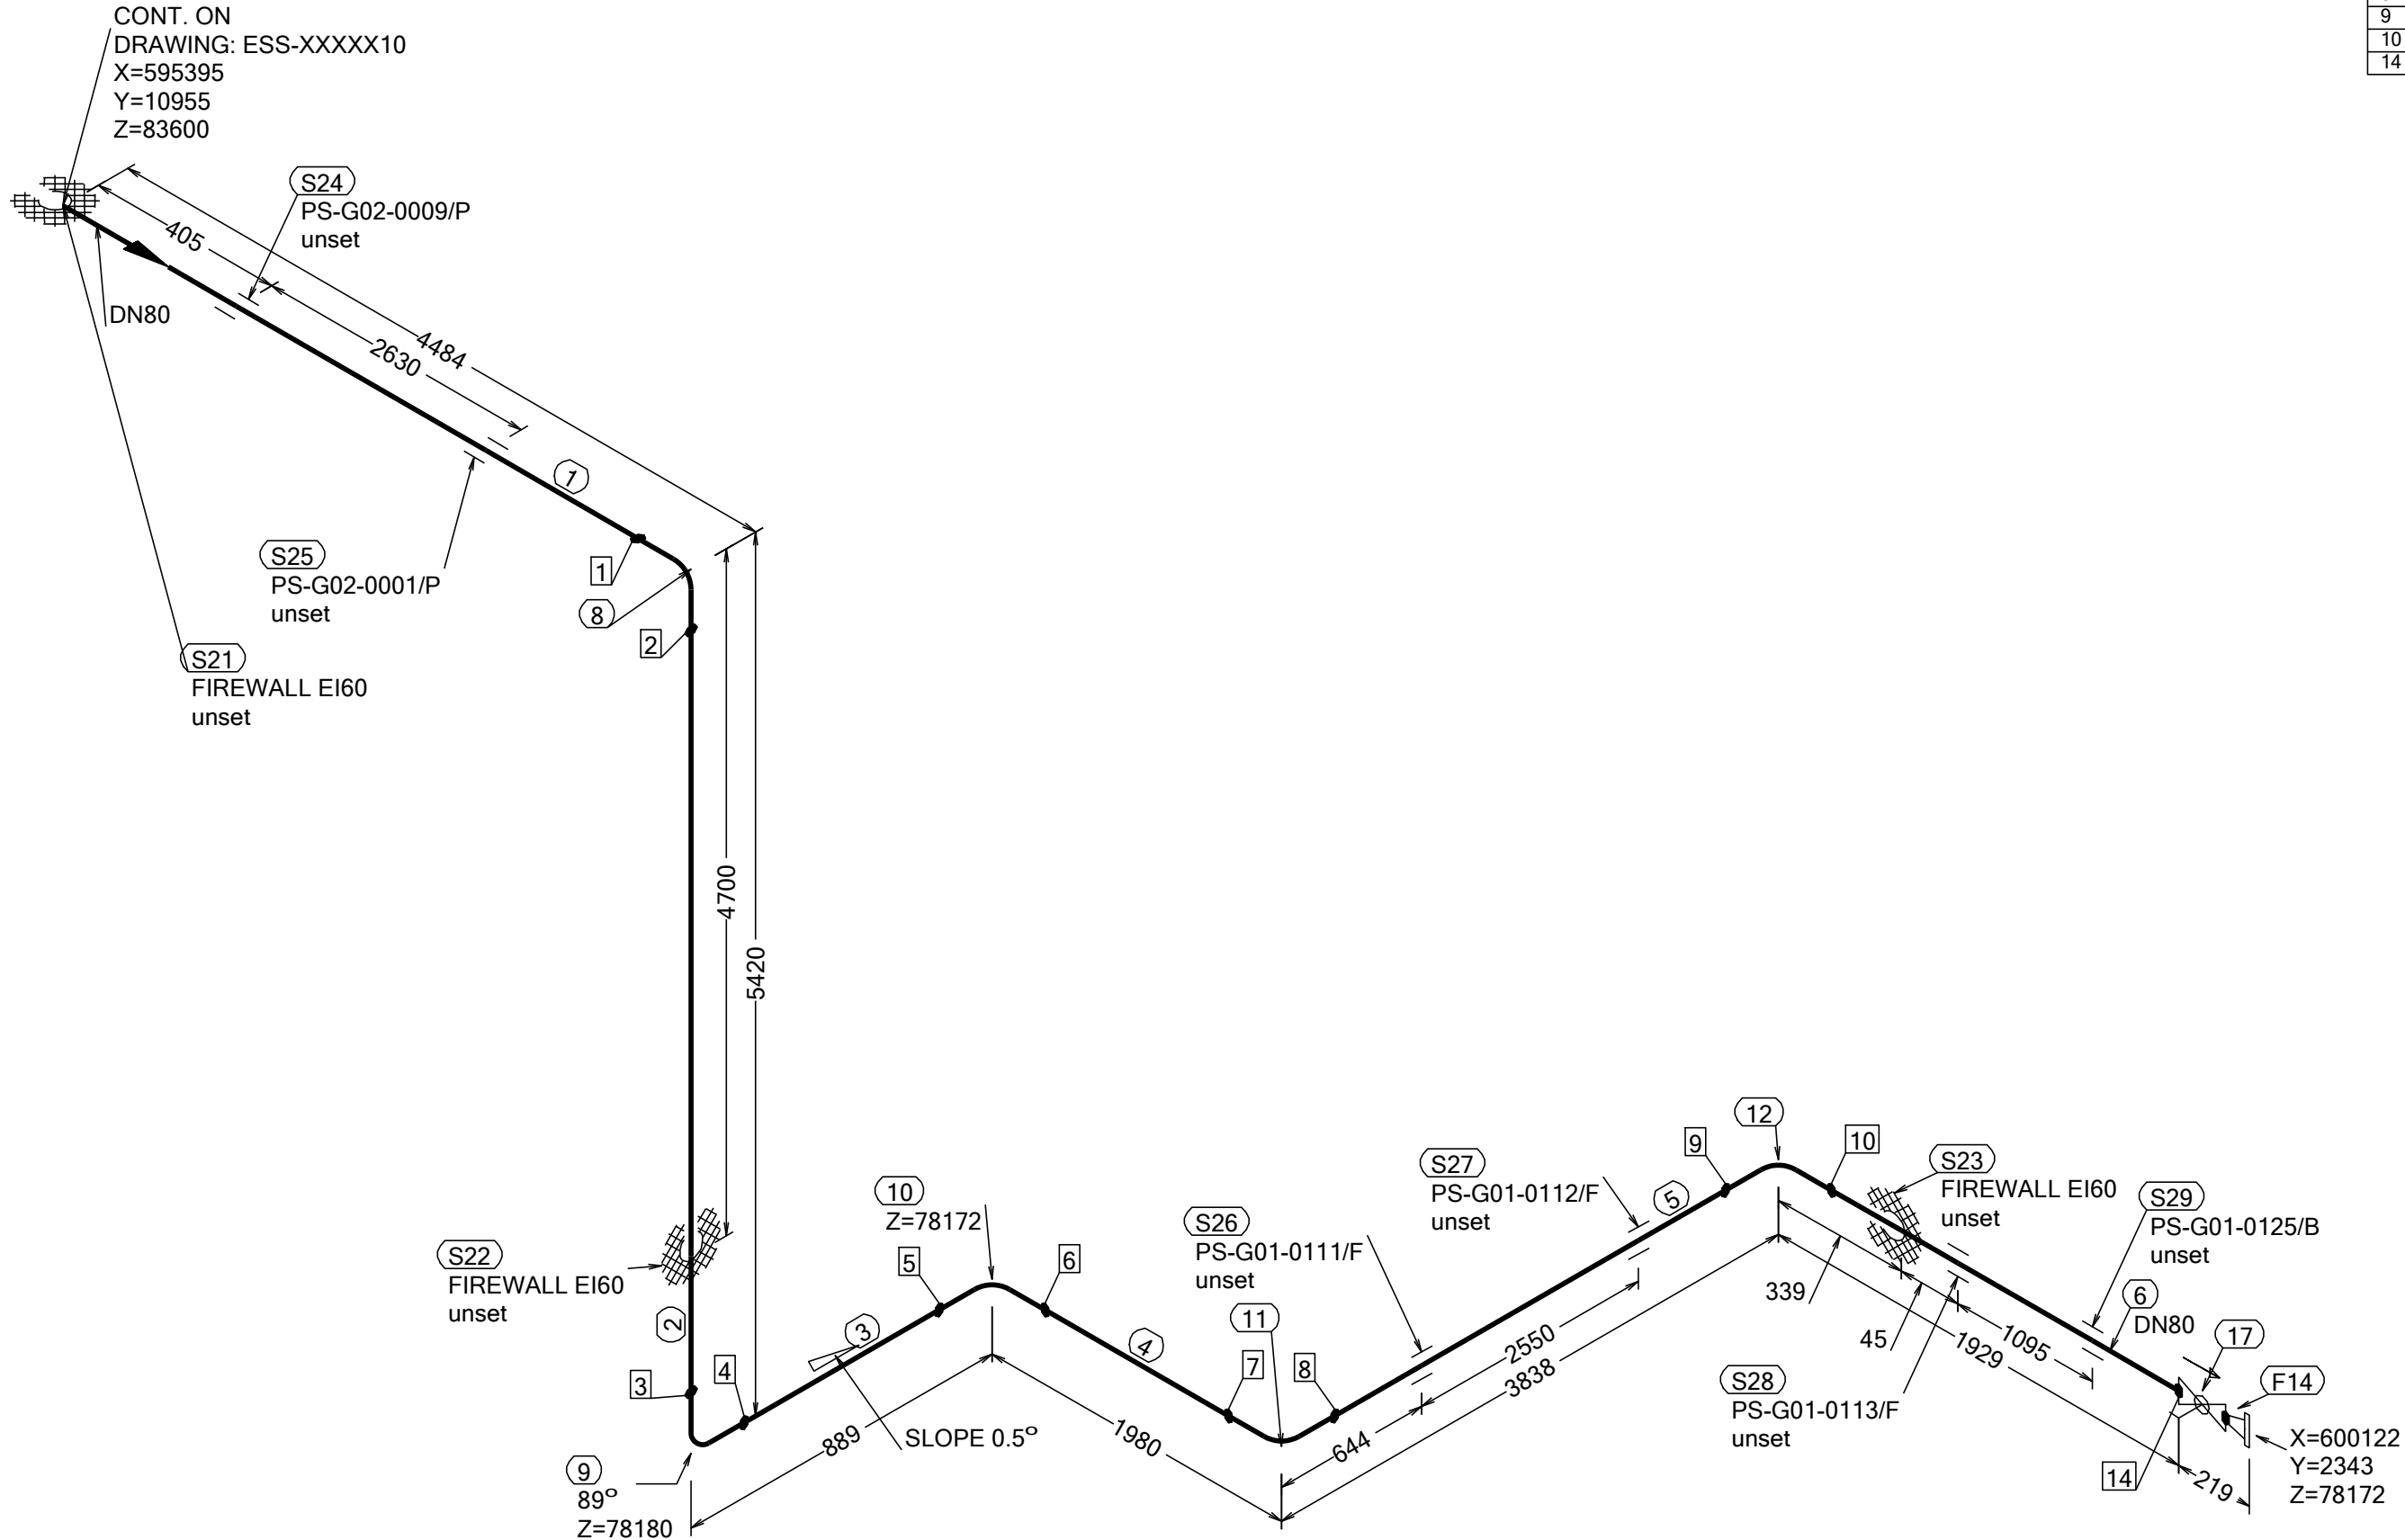 CONT. ON
DRAWING: ESS-XXXXX10
X=595395
Y=10955
Z=83600
9
10
14
S24
PS-G02-0009/P
unset
405
DN80
4484
2630
1
S25
PS-G02-0001/P
unset
1
8
2
S21
FIREWALL EI60
unset
4700
5420
S22
FIREWALL EI60
unset
2
3
4
9
89°
Z=78180
3
889
SLOPE 0.5°
5
10
Z=78172
6
4
1980
7
11
8
S26
PS-G01-0111/F
unset
644
2550
3838
S27
PS-G01-0112/F
unset
5
9
12
10
S23
FIREWALL EI60
unset
339
45
1095
1929
S28
PS-G01-0113/F
unset
S29
PS-G01-0125/B
unset
6
DN80
17
F14
14
219
X=600122
Y=2343
Z=78172